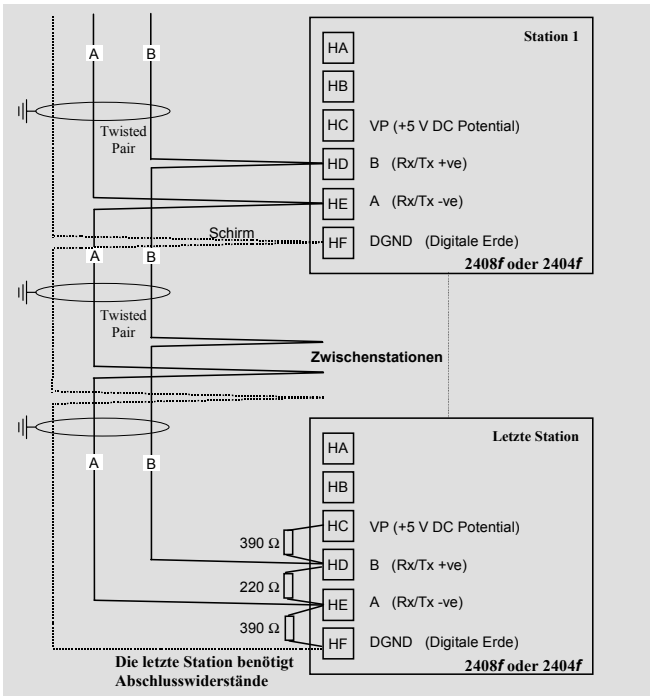 Station 1
HA
A B
HB
HC VP (+5 V DC Potential)
Twisted
Pair
HD B (Rx/Tx +ve)
HE A (Rx/Tx -ve)
Schirm
HF DGND (Digitale Erde)
2408f oder 2404f
A B
Twisted
Pair
Zwischenstationen
Letzte Station
HA
A B
HB
HC VP (+5 V DC Potential)
390 Ω
HD B (Rx/Tx +ve)
220 Ω
HE A (Rx/Tx -ve)
390 Ω
HF DGND (Digitale Erde)
Die letzte Station benötigt
Abschlusswiderstände
2408f oder 2404f